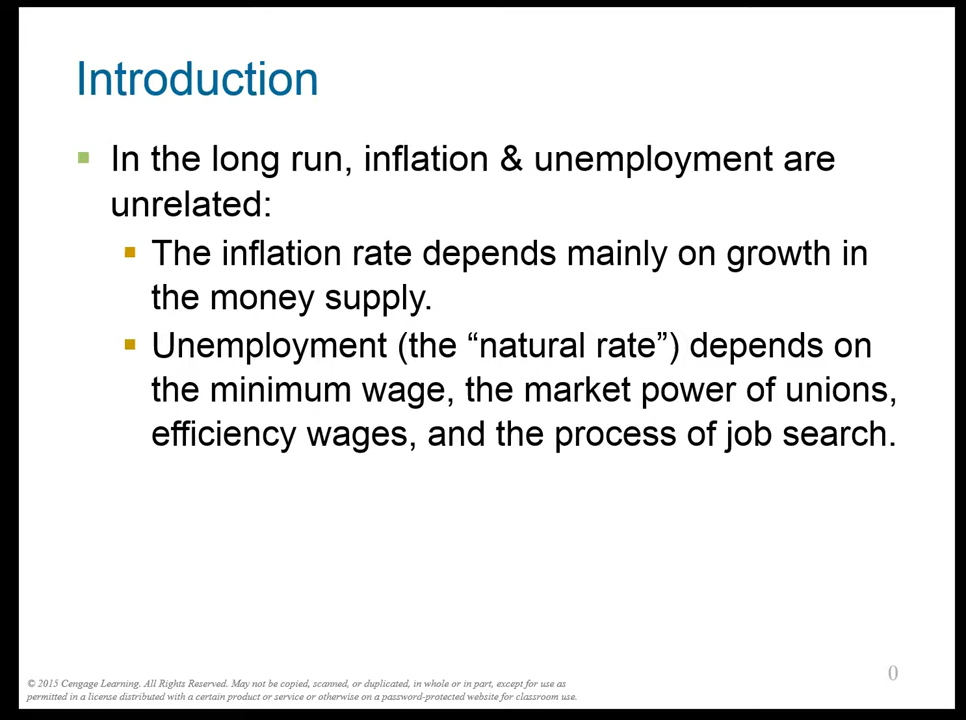 Introduction
In the long run, inflation & unemployment are
unrelated:
The inflation rate depends mainly on growth in
the money supply.
Unemployment (the “natural rate”) depends on
the minimum wage, the market power of unions,
efficiency wages, and the process of job search.
0
© 2015 Cengage Learning. All Rights Reserved. May not be copied, scanned, or duplicated, in whole or in part, except for use as
permitted in a license distributed with a certain product or service or otherwise on a password-protected website for classroom use.